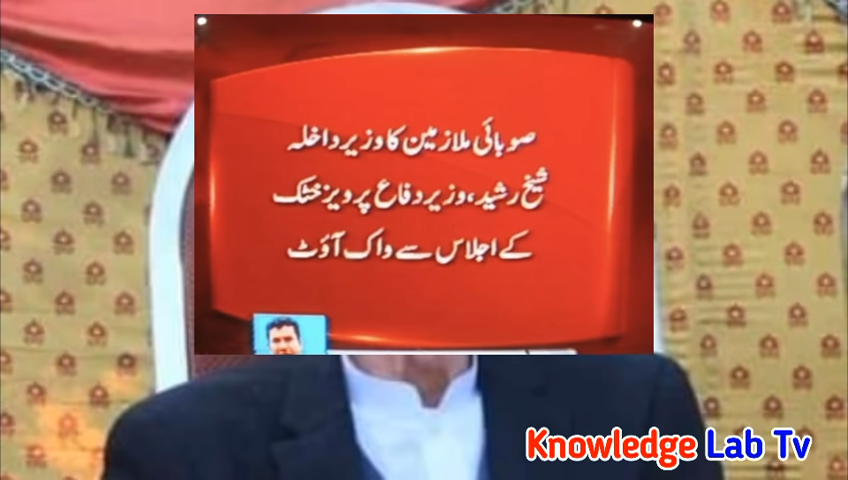 صوبائی ملازمین کا وزیر داخلہ
شیخ رشید، وزیر دفاع پرویز خٹک
کے اجلاس سے واک آؤٹ
Knowledge Lab Tv